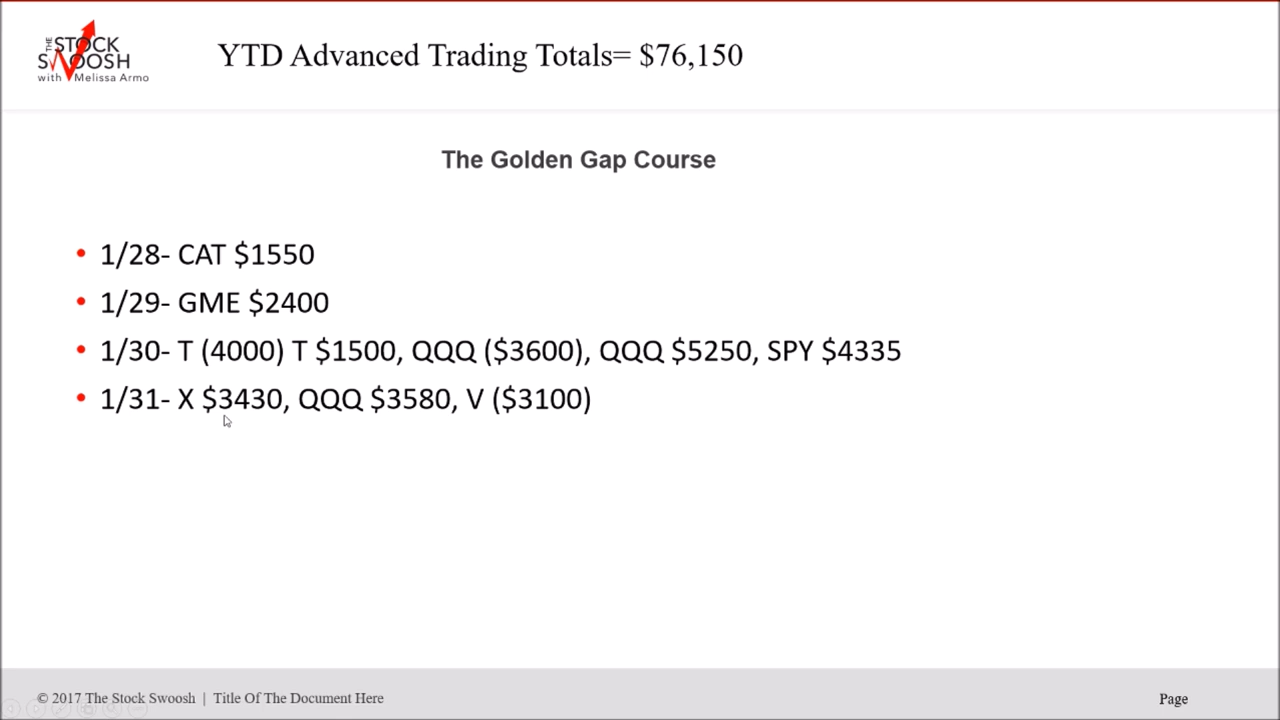 THE STOCK
SWOOSH
with Melissa Armo
YTD Advanced Trading Totals= $76,150
The Golden Gap Course
• 1/28- CAT $1550
• 1/29- GME $2400
• 1/30- T (4000) T $1500, QQQ ($3600), QQQ $5250, SPY $4335
• 1/31- X $3430, QQQ $3580, V ($3100)
© 2017 The Stock Swoosh | Title Of The Document Here
Page